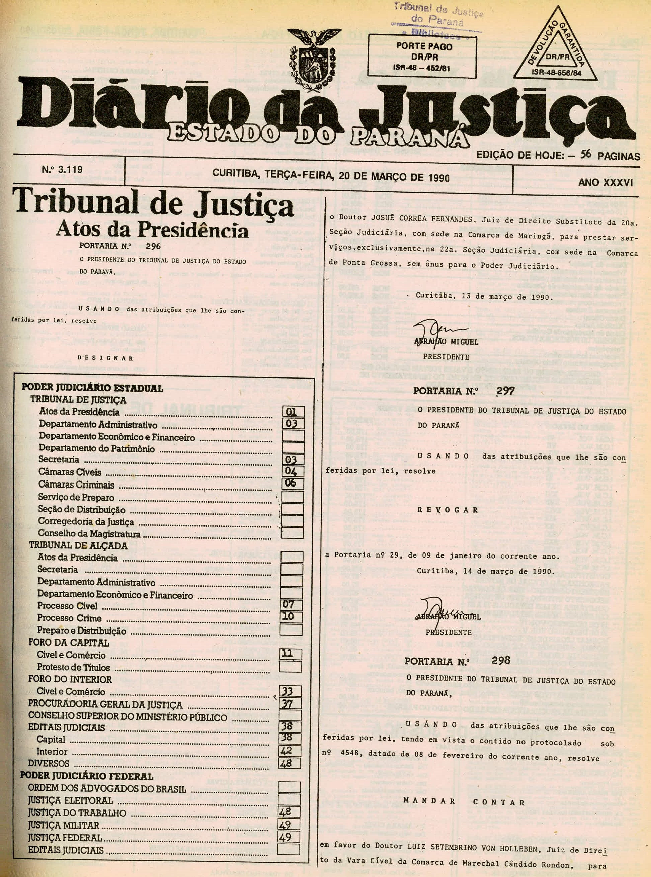 Tribunal de Justiça
do Paraná
Biblioteca
PORTE PAGO
DR/PR
ISR-48 - 452/81
DEVOLUÇÃO
GARANTIDA
DR/PR
ISR-48-656/84
Diário da Justiça
ESTADO DO PARANÁ
EDIÇÃO DE HOJE: - 56 PAGINAS
N.º 3.119
CURITIBA, TERÇA-FEIRA, 20 DE MARÇO DE 1990
ANO XXXVI
Tribunal de Justiça
Atos da Presidência
PORTARIA N.º 296
O PRESIDENTE DO TRIBUNAL DE JUSTIÇA DO ESTADO
DO PARANÁ,
U S A N D O das atribuições que lhe são con-
feridas por lei, resolve
D E S I G N A R
PODER JUDICIÁRIO ESTADUAL
TRIBUNAL DE JUSTIÇA
Atos da Presidência 01
Departamento Administrativo 03
Departamento Econômico e Financeiro
Departamento do Patrimônio
Secretaria 03
Câmaras Cíveis 04
Câmaras Criminais 06
Serviço de Preparo
Seção de Distribuição
Corregedoria da Justiça
Conselho da Magistratura
TRIBUNAL DE ALÇADA
Atos da Presidência
Secretaria
Departamento Administrativo
Departamento Econômico e Financeiro
Processo Cível 07
Processo Crime 10
Preparo e Distribuição
FORO DA CAPITAL
Cível e Comércio 11
Protesto de Títulos
FORO DO INTERIOR
Cível e Comércio 33
PROCURADORIA GERAL DA JUSTIÇA 37
CONSELHO SUPERIOR DO MINISTÉRIO PÚBLICO
EDITAIS JUDICIAIS 38
Capital 38
Interior 42
DIVERSOS 48
PODER JUDICIÁRIO FEDERAL
ORDEM DOS ADVOGADOS DO BRASIL
JUSTIÇA ELEITORAL
JUSTIÇA DO TRABALHO 48
JUSTIÇA MILITAR 49
JUSTIÇA FEDERAL 49
EDITAIS JUDICIAIS
o Doutor JOSUÉ CORRÊA FERNANDES, Juiz de Direito Substituto da 20a.
Seção Judiciária, com sede na Comarca de Maringá, para prestar ser-
viços,exclusivamente,na 22a. Seção Judiciária, com sede na Comarca
de Ponta Grossa, sem ônus para o Poder Judiciário.
Curitiba, 13 de março de 1990.
ABRAHÃO MIGUEL
PRESIDENTE
PORTARIA N.º 297
O PRESIDENTE DO TRIBUNAL DE JUSTIÇA DO ESTADO
DO PARANÁ
U S A N D O das atribuições que lhe são con
feridas por lei, resolve
R E V O G A R
a Portaria nº 29, de 09 de janeiro do corrente ano.
Curitiba, 14 de março de 1990.
ABRAHÃO MIGUEL
PRESIDENTE
PORTARIA N.º 298
O PRESIDENTE DO TRIBUNAL DE JUSTIÇA DO ESTADO
DO PARANÁ,
U S A N D O das atribuições que lhe são con
feridas por lei, tendo em vista o contido no protocolado sob
nº 4548, datado de 08 de fevereiro do corrente ano, resolve
M A N D A R C O N T A R
em favor do Doutor LUIZ SETEMBRINO VON HOLLEBEN, Juiz de Direi
to da Vara Cível da Comarca de Marechal Cândido Rondon, para